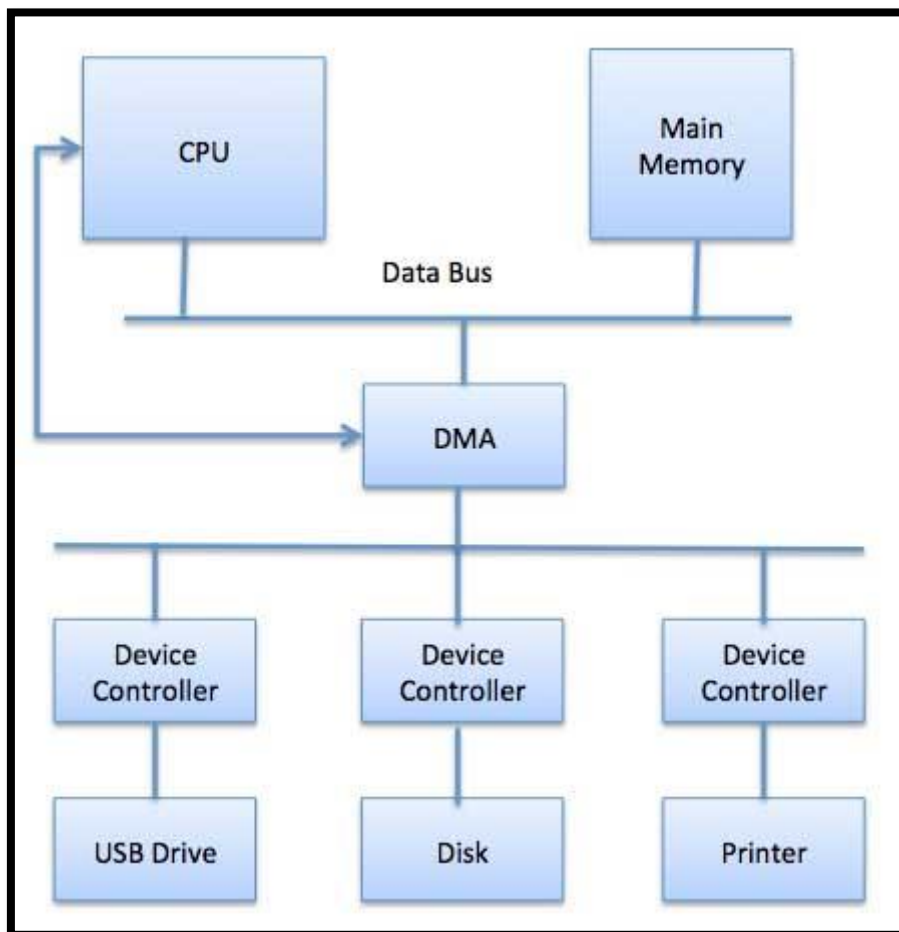 CPU
Main
Memory
Data Bus
DMA
Device
Controller
Device
Controller
Device
Controller
USB Drive
Disk
Printer